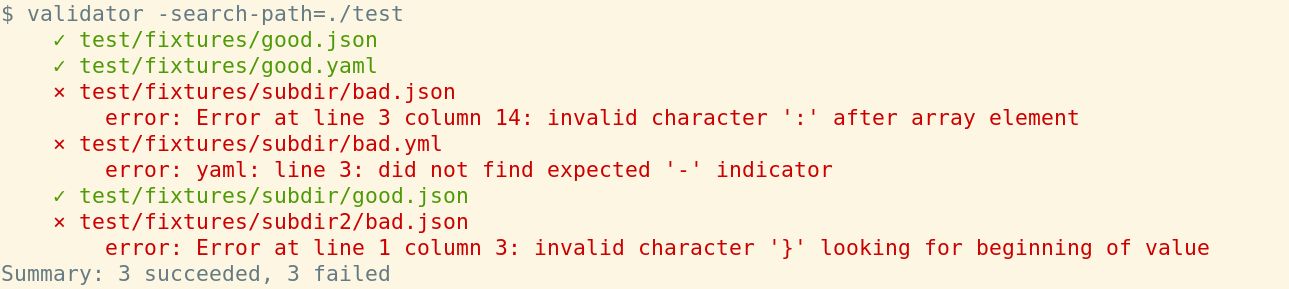 $ validator -search-path=./test
    ✓ test/fixtures/good.json
    ✓ test/fixtures/good.yaml
    × test/fixtures/subdir/bad.json
        error: Error at line 3 column 14: invalid character ':' after array element
    × test/fixtures/subdir/bad.yml
        error: yaml: line 3: did not find expected '-' indicator
    ✓ test/fixtures/subdir/good.json
    × test/fixtures/subdir2/bad.json
        error: Error at line 1 column 3: invalid character '}' looking for beginning of value
Summary: 3 succeeded, 3 failed